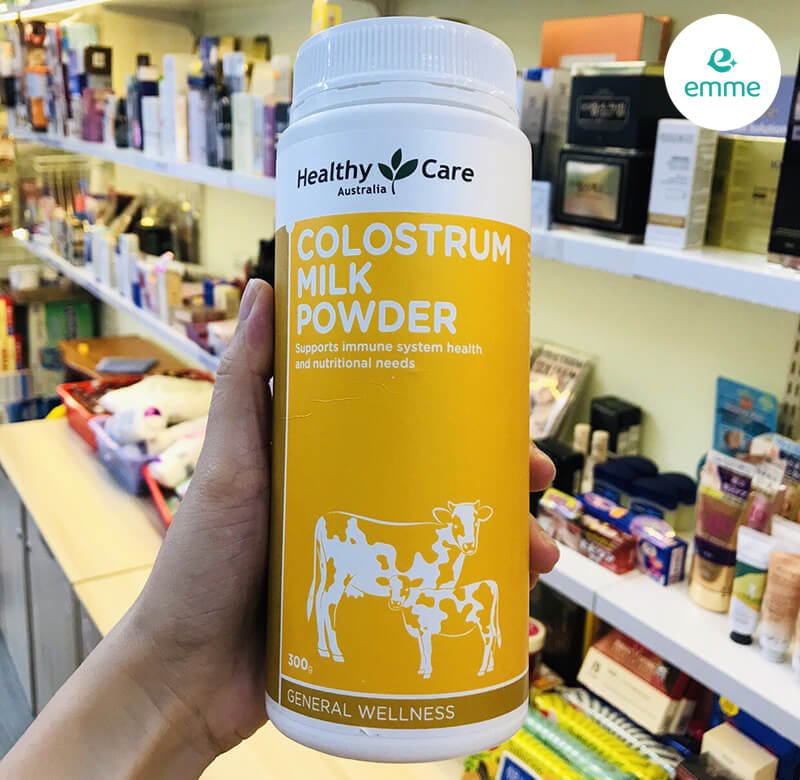 emme
Healthy Care
Australia
COLOSTRUM
MILK
POWDER
Supports immune system health
and nutritional needs
300g
GENERAL WELLNESS